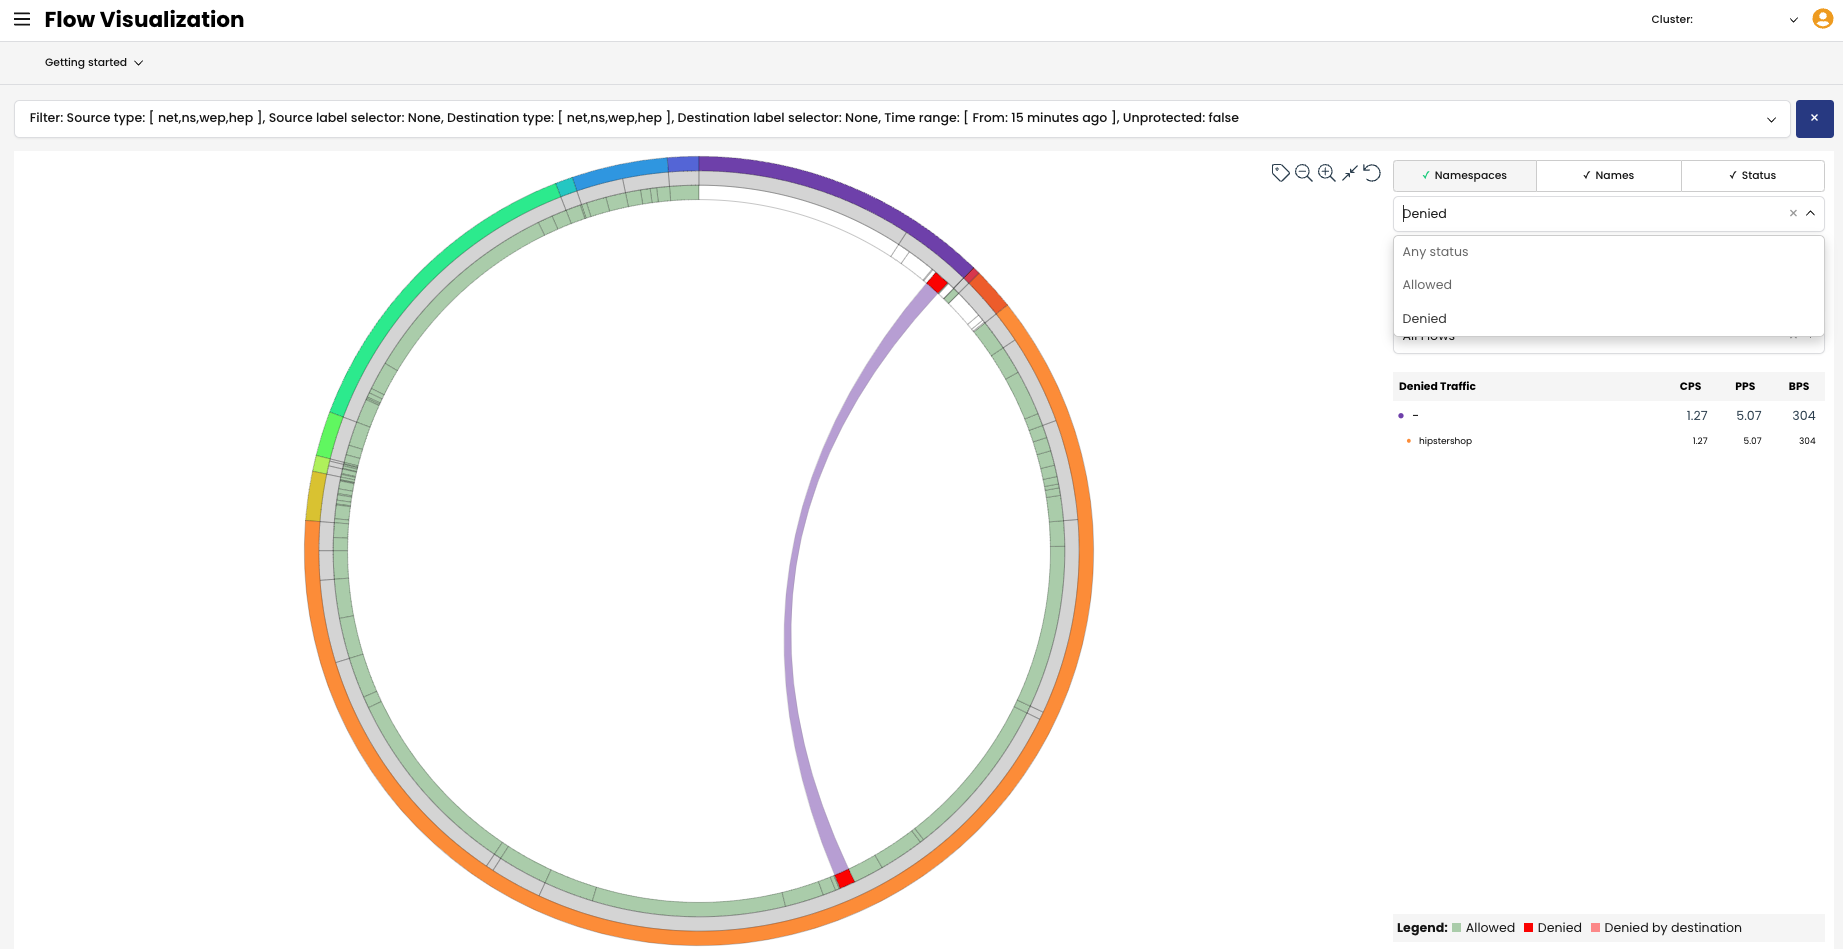 Flow Visualization
Cluster:
Getting started
Filter: Source type: [ net,ns,wep,hep ], Source label selector: None, Destination type: [ net,ns,wep,hep ], Destination label selector: None, Time range: [ From: 15 minutes ago ], Unprotected: false
✓ Namespaces ✓ Names ✓ Status
Denied
Any status
Allowed
Denied
All Flows
Denied Traffic CPS PPS BPS
- 1.27 5.07 304
hipstershop 1.27 5.07 304
Legend: Allowed Denied Denied by destination